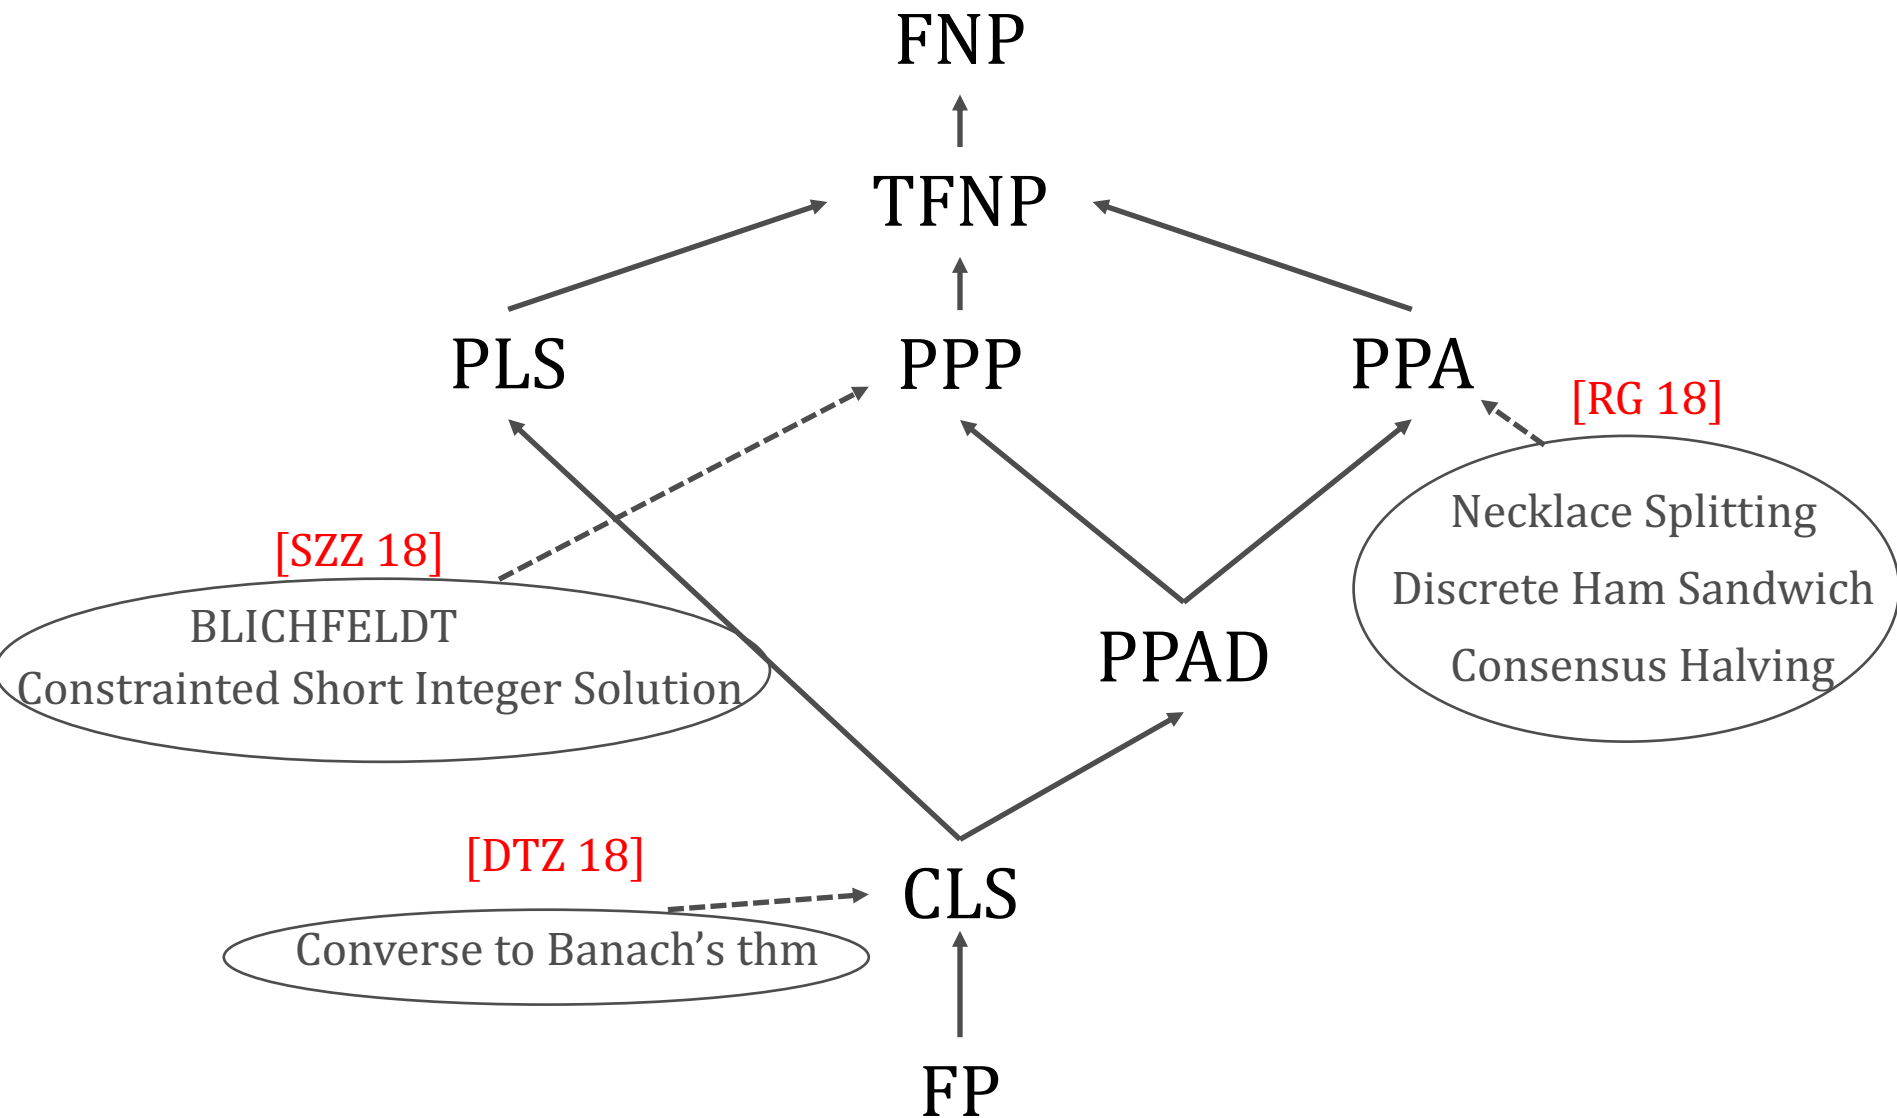 FNP
TFNP
PLS
PPP
PPA
[RG 18]
Necklace Splitting
Discrete Ham Sandwich
Consensus Halving
[SZZ 18]
BLICHFELDT
Constrainted Short Integer Solution
PPAD
[DTZ 18]
CLS
Converse to Banach’s thm
FP